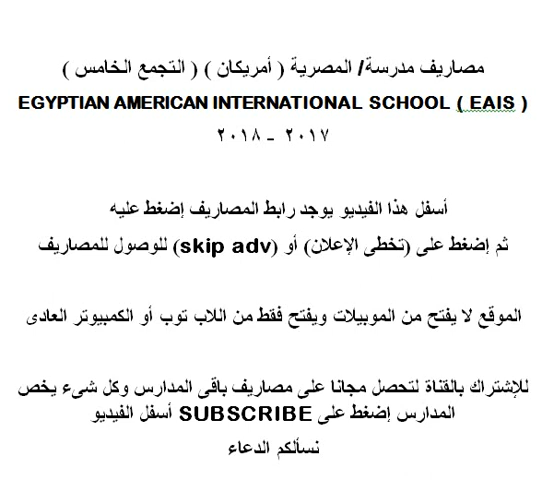 مصاريف مدرسة/ المصرية ( أمريكان ) ( التجمع الخامس )
EGYPTIAN AMERICAN INTERNATIONAL SCHOOL ( EAIS )
٢٠١٧ - ٢٠١٨
أسفل هذا الفيديو يوجد رابط المصاريف إضغط عليه
ثم إضغط على (تخطى الإعلان) أو (skip adv) للوصول للمصاريف
الموقع لا يفتح من الموبيلات ويفتح فقط من اللاب توب أو الكمبيوتر العادى
للإشتراك بالقناة لتحصل مجانا على مصاريف باقى المدارس وكل شىء يخص
المدارس إضغط على SUBSCRIBE أسفل الفيديو
نسألكم الدعاء